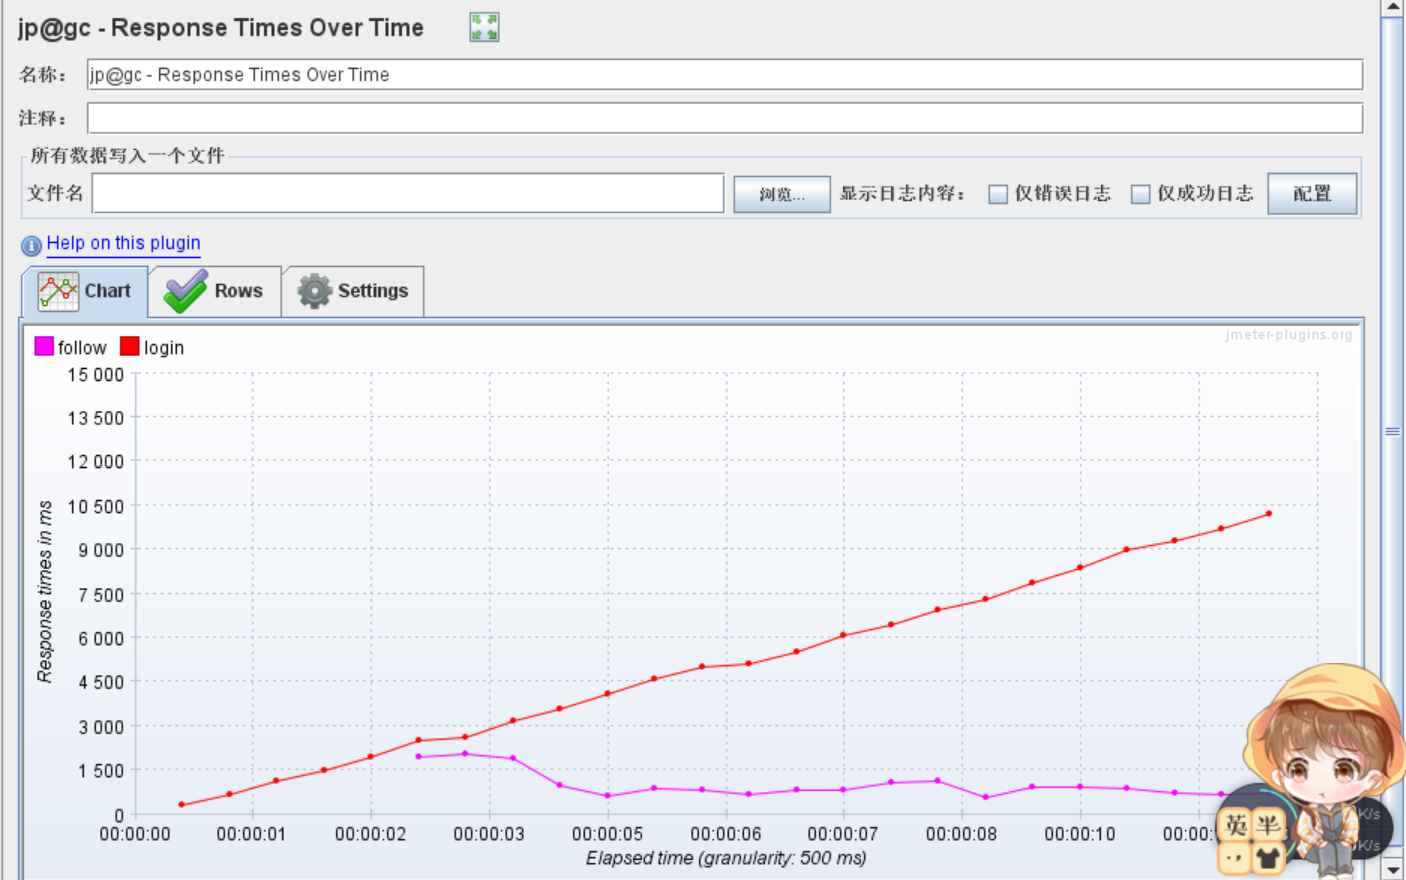 jp@gc - Response Times Over Time
名称： jp@gc - Response Times Over Time
注释：
所有数据写入一个文件
文件名 浏览... 显示日志内容： 仅错误日志 仅成功日志 配置
Help on this plugin
Chart Rows Settings
jmeter-plugins.org
follow login
15 000
13 500
12 000
10 500
9 000
7 500
6 000
4 500
3 000
1 500
0
Response times in ms
00:00:00 00:00:01 00:00:02 00:00:03 00:00:05 00:00:06 00:00:07 00:00:08 00:00:10
Elapsed time (granularity: 500 ms)
英 半
K/s
K/s